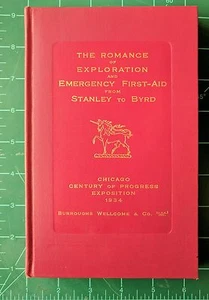 THE ROMANCE
OF
EXPLORATION
AND
EMERGENCY FIRST-AID
FROM
STANLEY TO BYRD
CHICAGO
CENTURY OF PROGRESS
EXPOSITION
1934
BURROUGHS WELLCOME & CO.